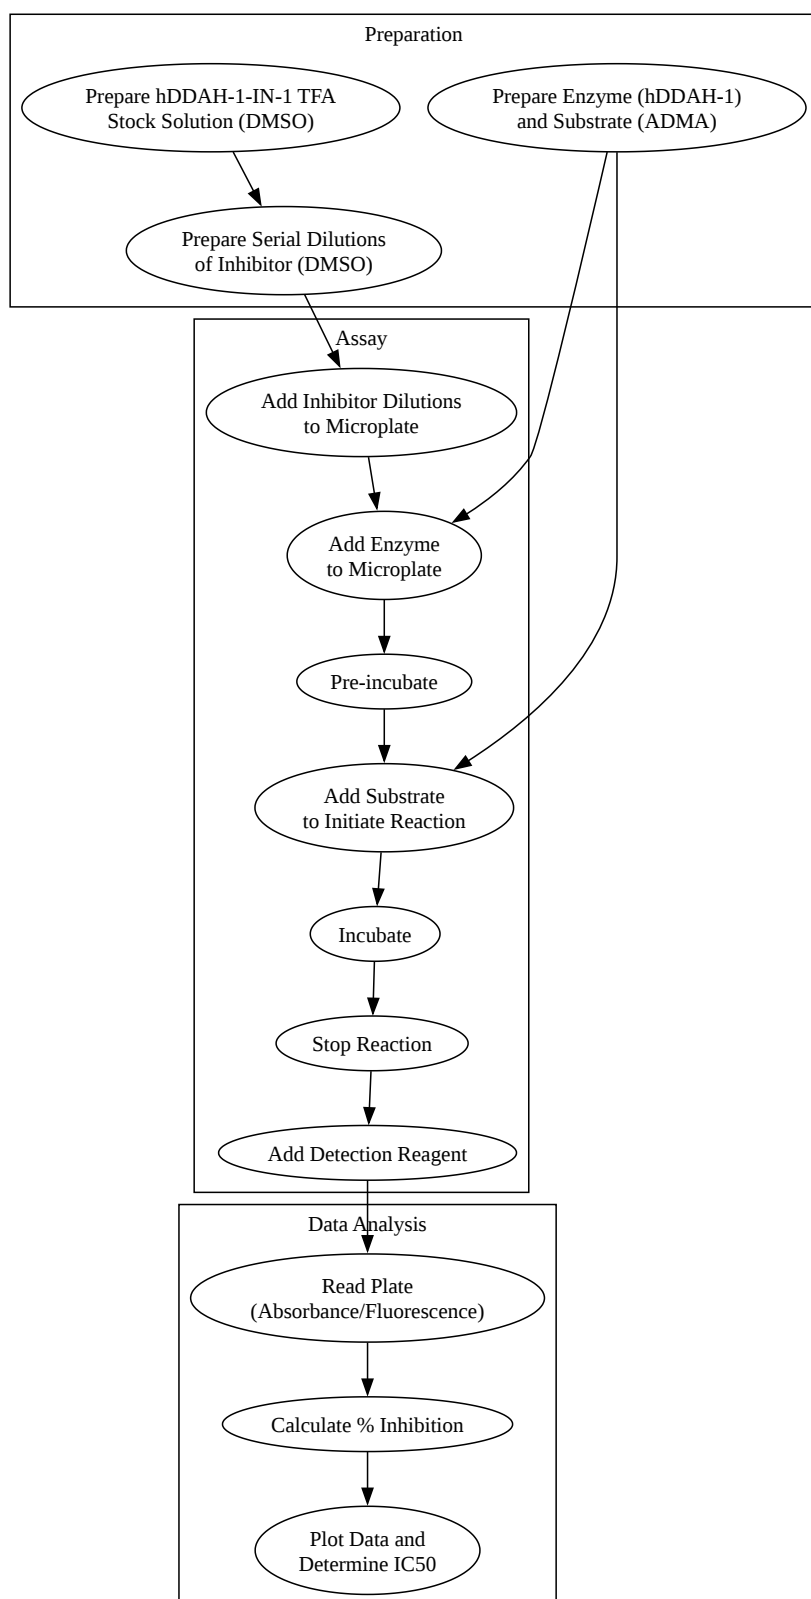 Preparation
Prepare hDDAH-1-IN-1 TFA
Stock Solution (DMSO)
Prepare Enzyme (hDDAH-1)
and Substrate (ADMA)
Prepare Serial Dilutions
of Inhibitor (DMSO)
Assay
Add Inhibitor Dilutions
to Microplate
Add Enzyme
to Microplate
Pre-incubate
Add Substrate
to Initiate Reaction
Incubate
Stop Reaction
Add Detection Reagent
Data Analysis
Read Plate
(Absorbance/Fluorescence)
Calculate % Inhibition
Plot Data and
Determine IC50